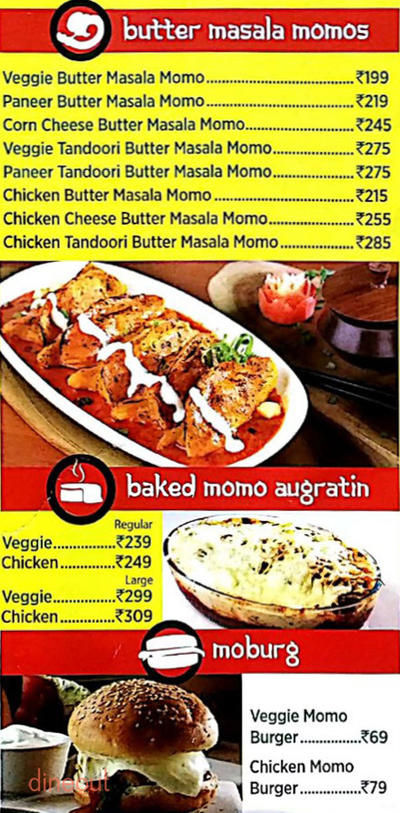 butter masala momos
Veggie Butter Masala Momo....................................₹199
Paneer Butter Masala Momo..................................₹219
Corn Cheese Butter Masala Momo..........................₹245
Veggie Tandoori Butter Masala Momo....................₹275
Paneer Tandoori Butter Masala Momo....................₹275
Chicken Butter Masala Momo.................................₹215
Chicken Cheese Butter Masala Momo.....................₹255
Chicken Tandoori Butter Masala Momo..................₹285
baked momo augratin
Regular
Veggie...............₹239
Chicken..............₹249
Large
Veggie...............₹299
Chicken..............₹309
moburg
Veggie Momo
Burger................₹69
Chicken Momo
Burger................₹79
dineout